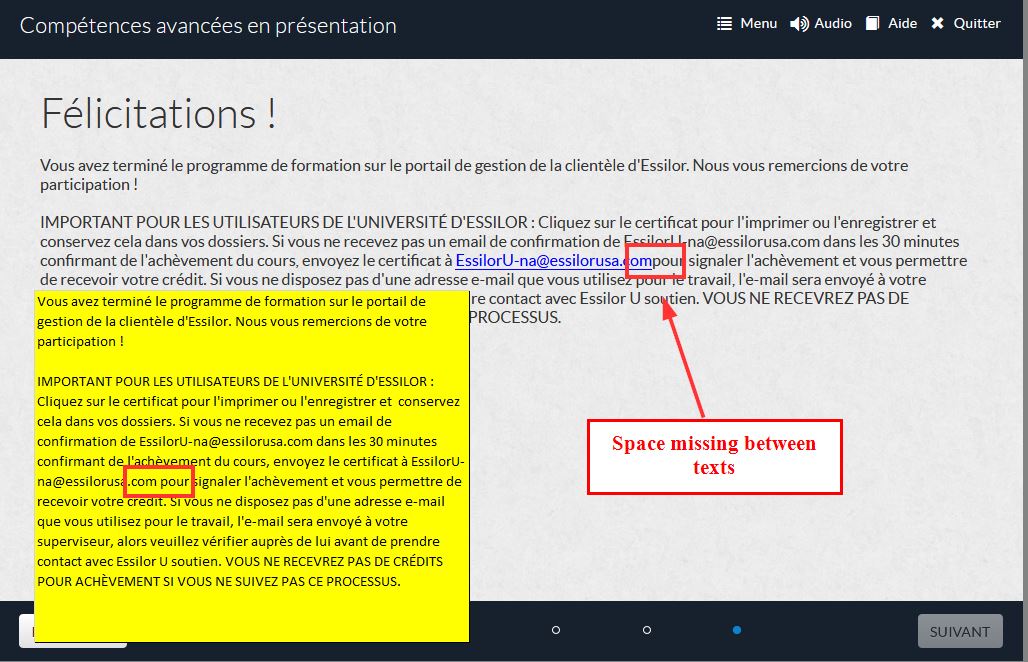 Compétences avancées en présentation
Menu
Audio
Aide
Quitter
Félicitations !
Vous avez terminé le programme de formation sur le portail de gestion de la clientèle d'Essilor. Nous vous remercions de votre
participation !
IMPORTANT POUR LES UTILISATEURS DE L'UNIVERSITÉ D'ESSILOR : Cliquez sur le certificat pour l'imprimer ou l'enregistrer et
conservez cela dans vos dossiers. Si vous ne recevez pas un email de confirmation de EssilorU-na@essilorusa.com dans les 30 minutes
confirmant de l'achèvement du cours, envoyez le certificat à EssilorU-na@essilorusa.compour signaler l'achèvement et vous permettre
de recevoir votre crédit. Si vous ne disposez pas d'une adresse e-mail que vous utilisez pour le travail, l'e-mail sera envoyé à votre
re contact avec Essilor U soutien. VOUS NE RECEVREZ PAS DE
PROCESSUS.
Vous avez terminé le programme de formation sur le portail de
gestion de la clientèle d'Essilor. Nous vous remercions de votre
participation !
IMPORTANT POUR LES UTILISATEURS DE L'UNIVERSITÉ D'ESSILOR :
Cliquez sur le certificat pour l'imprimer ou l'enregistrer et conservez
cela dans vos dossiers. Si vous ne recevez pas un email de
confirmation de EssilorU-na@essilorusa.com dans les 30 minutes
confirmant de l'achèvement du cours, envoyez le certificat à EssilorU-
na@essilorusa.com pour signaler l'achèvement et vous permettre de
recevoir votre crédit. Si vous ne disposez pas d'une adresse e-mail
que vous utilisez pour le travail, l'e-mail sera envoyé à votre
superviseur, alors veuillez vérifier auprès de lui avant de prendre
contact avec Essilor U soutien. VOUS NE RECEVREZ PAS DE CRÉDITS
POUR ACHÈVEMENT SI VOUS NE SUIVEZ PAS CE PROCESSUS.
Space missing between
texts
SUIVANT